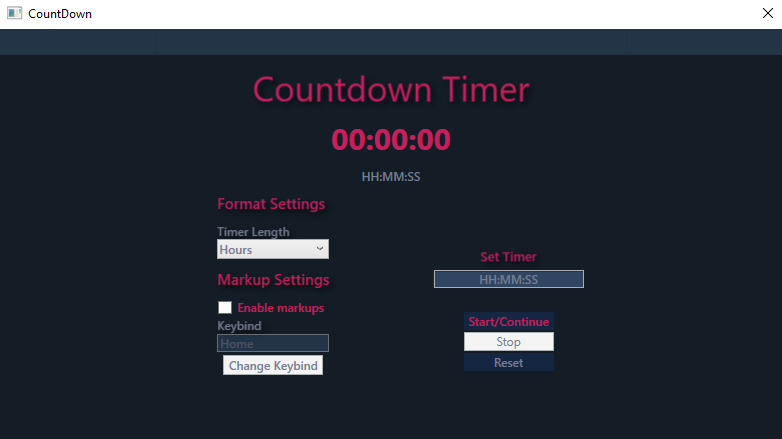 CountDown
Countdown Timer
00:00:00
HH:MM:SS
Format Settings
Timer Length
Hours
Markup Settings
Enable markups
Keybind
Home
Change Keybind
Set Timer
HH:MM:SS
Start/Continue
Stop
Reset